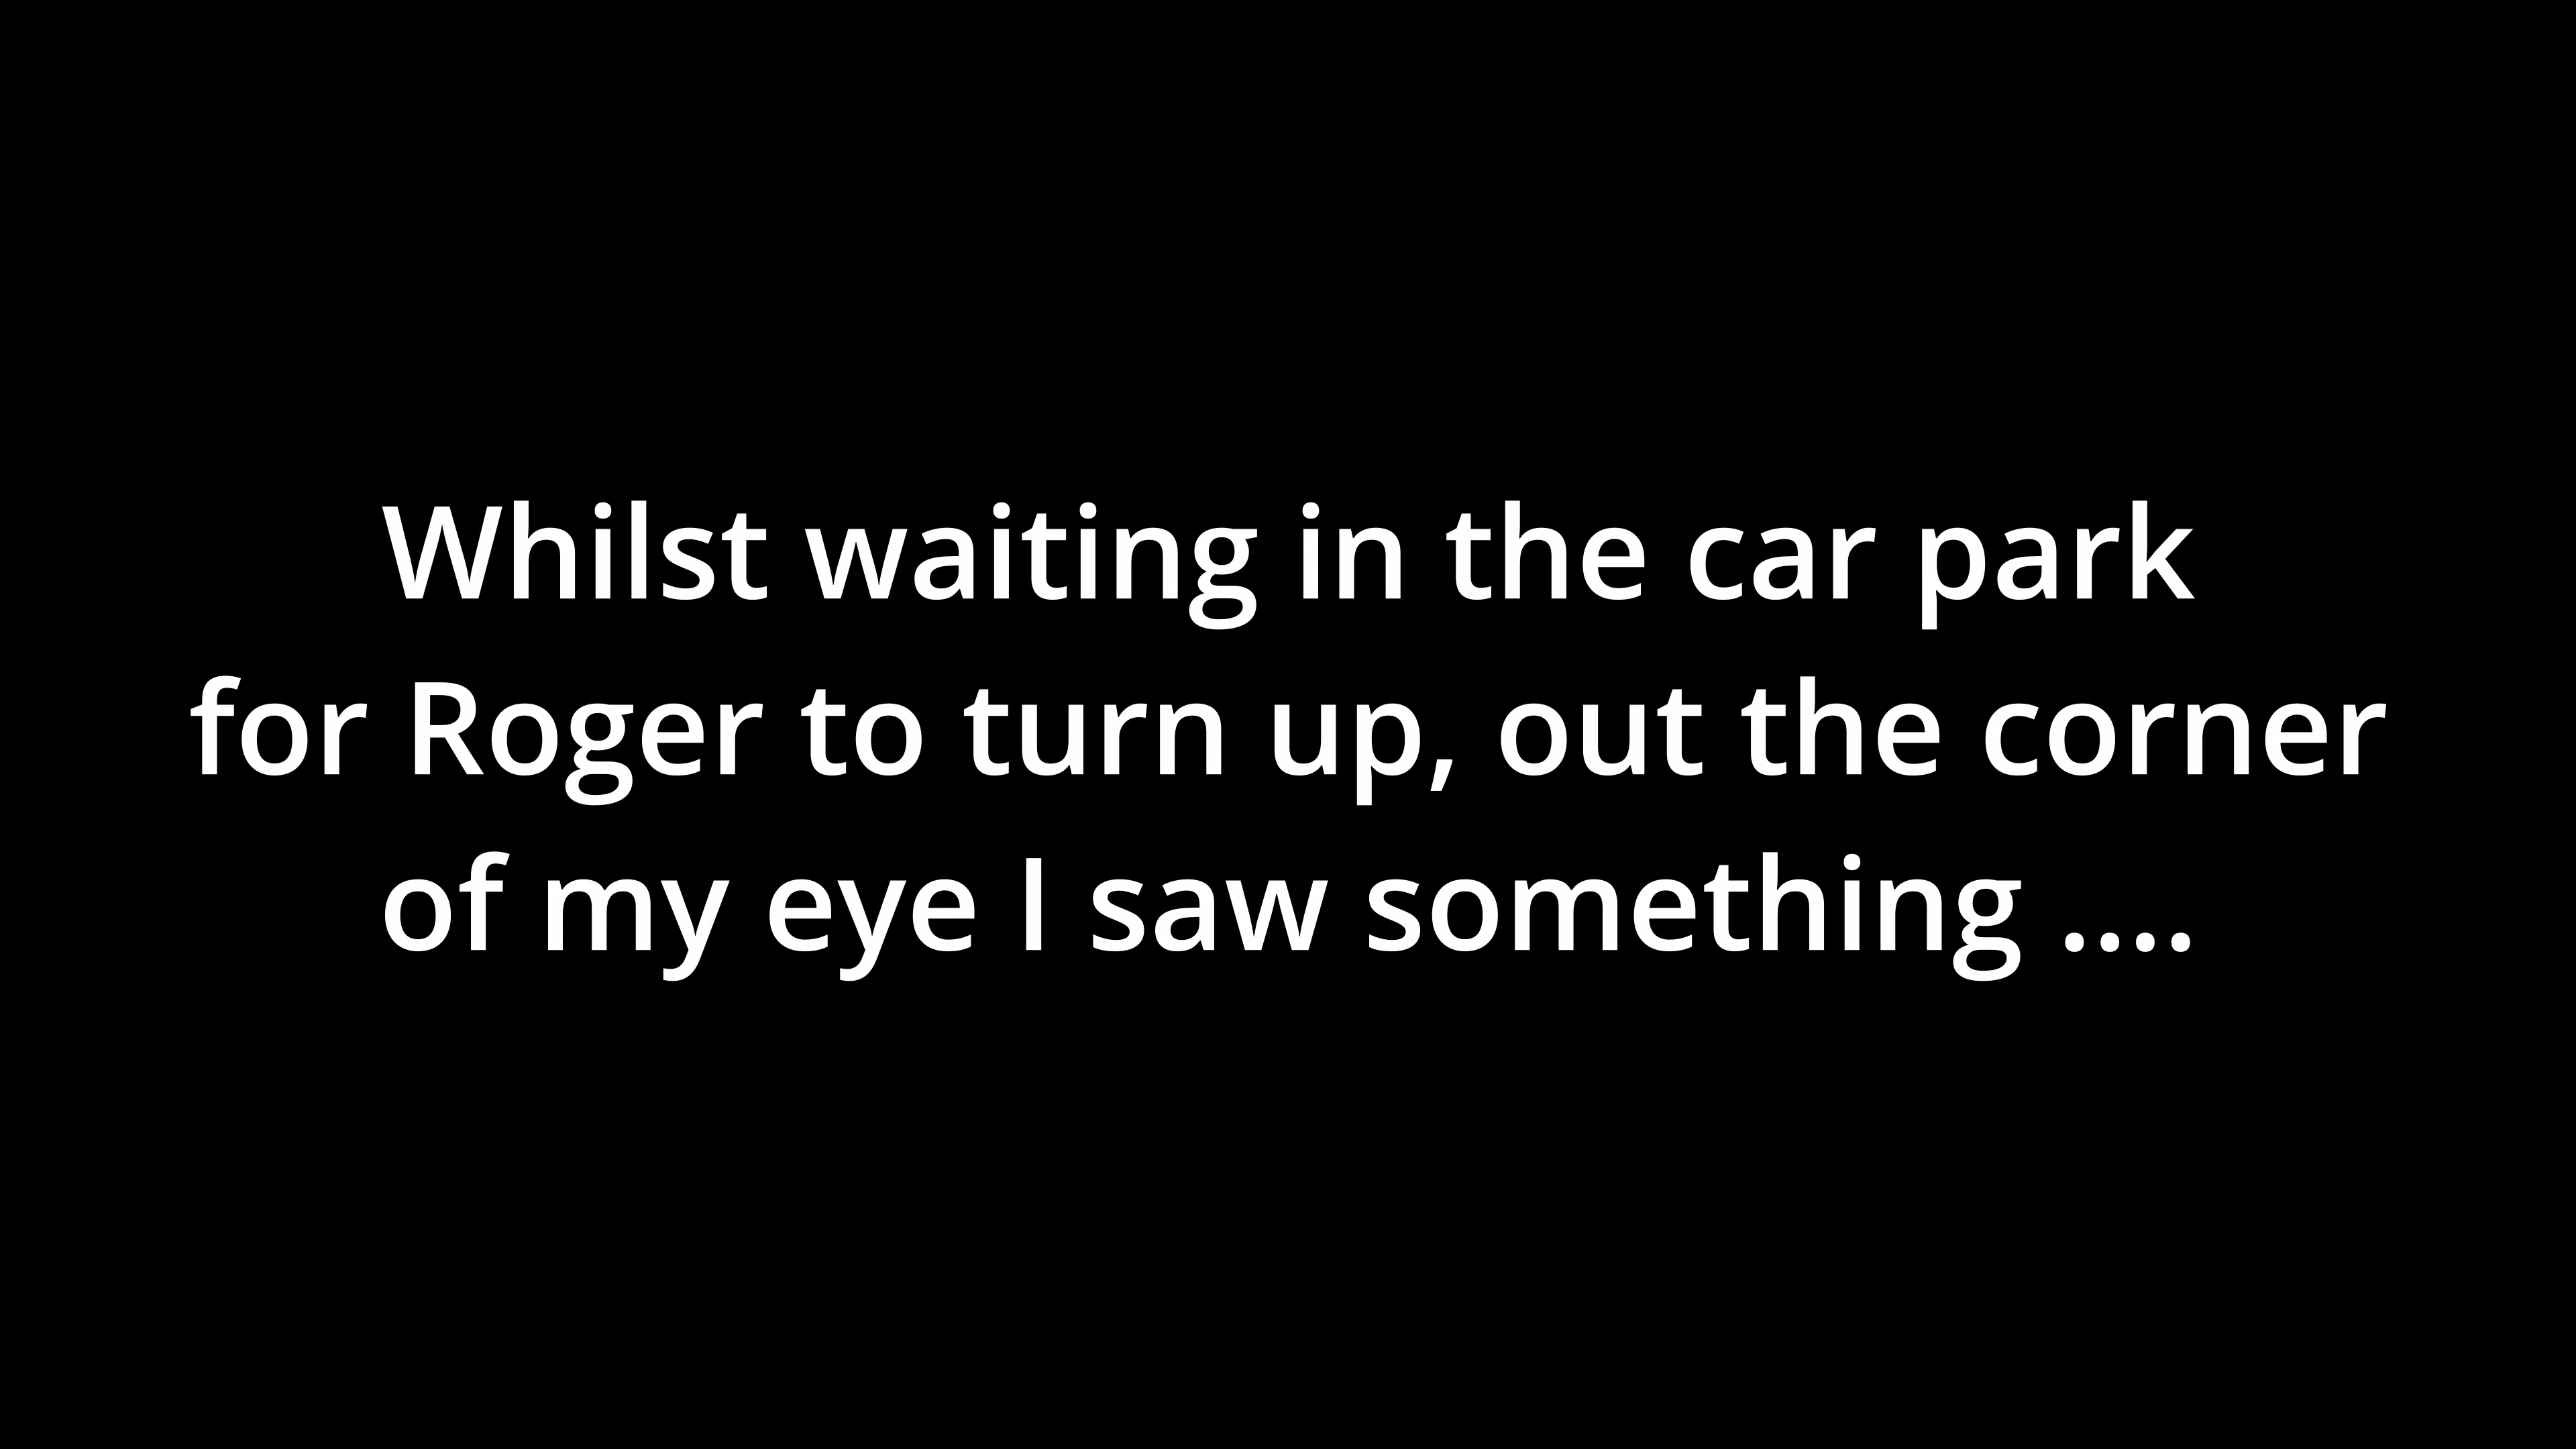 Whilst waiting in the car park
for Roger to turn up, out the corner
of my eye I saw something ....